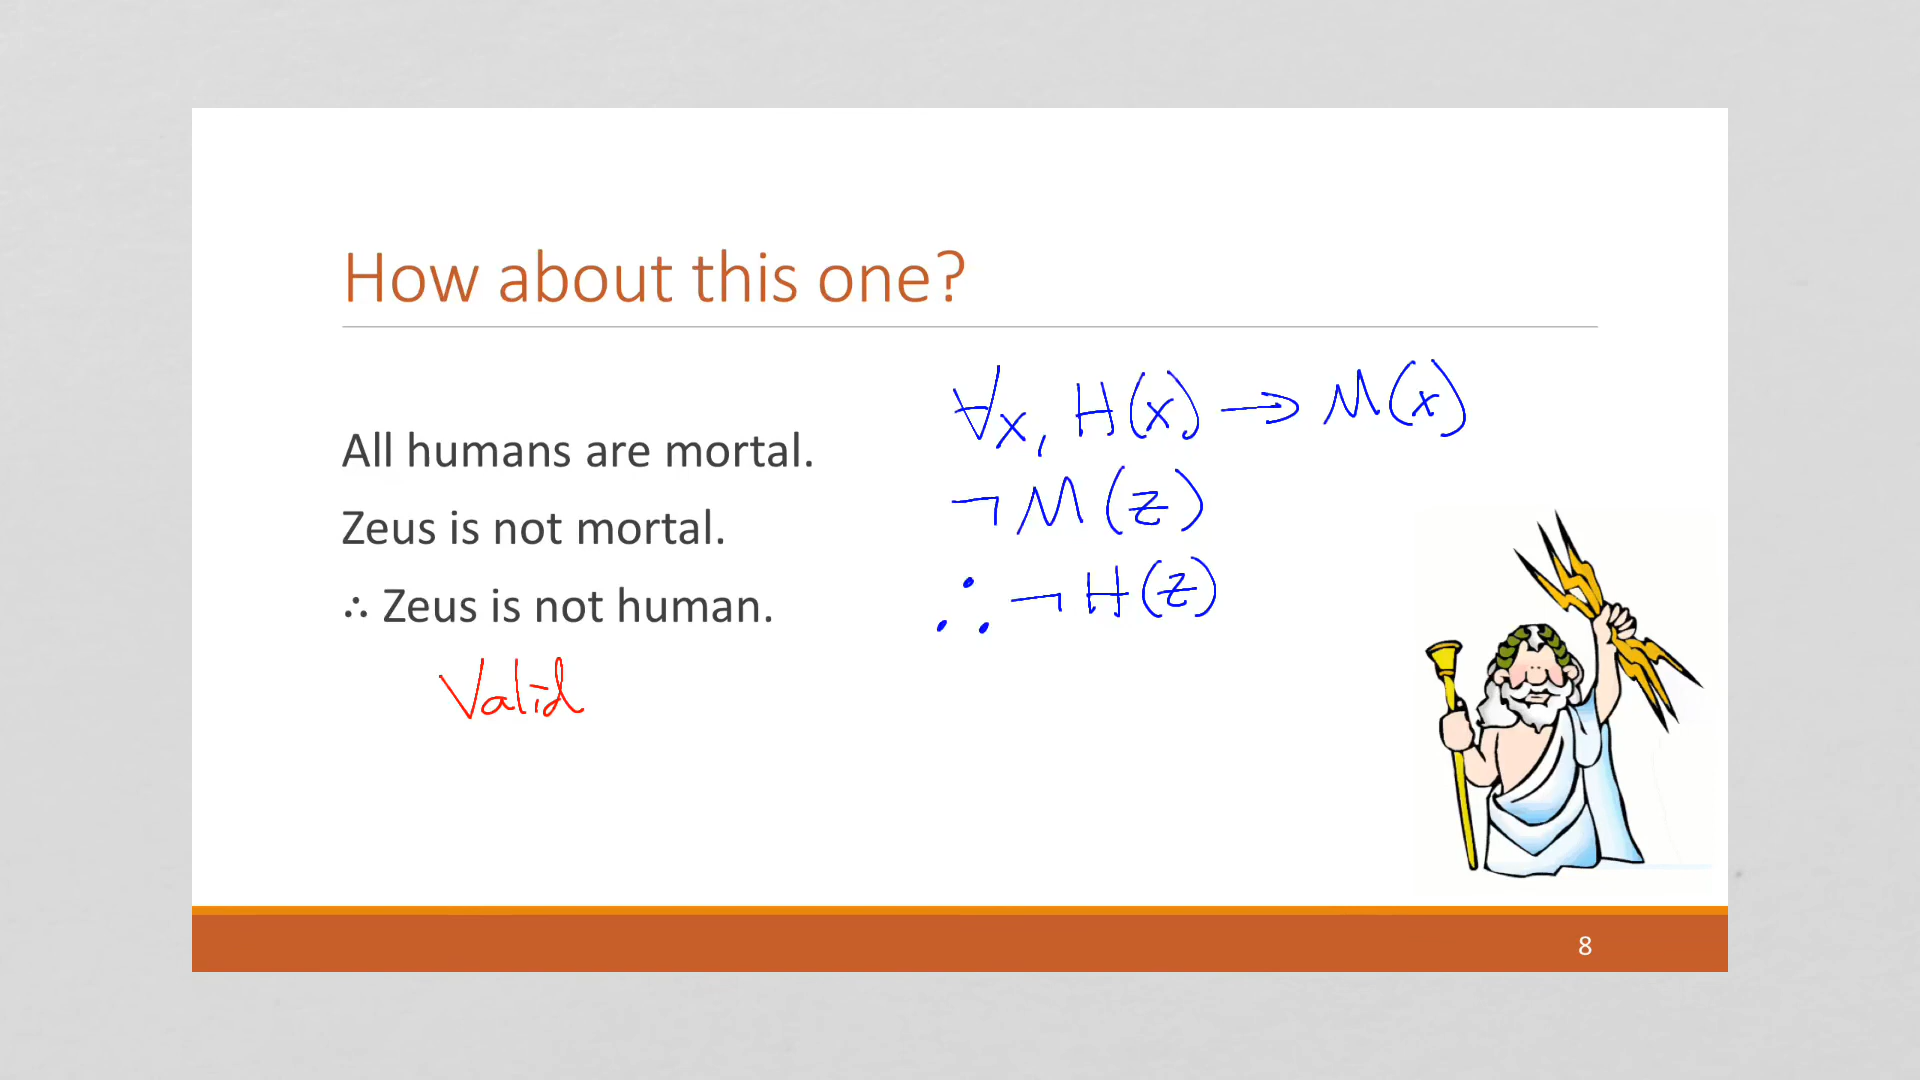 How about this one?
All humans are mortal.
Zeus is not mortal.
∴ Zeus is not human.
Valid
∀x, H(x) → M(x)
¬M(z)
∴ ¬H(z)
8